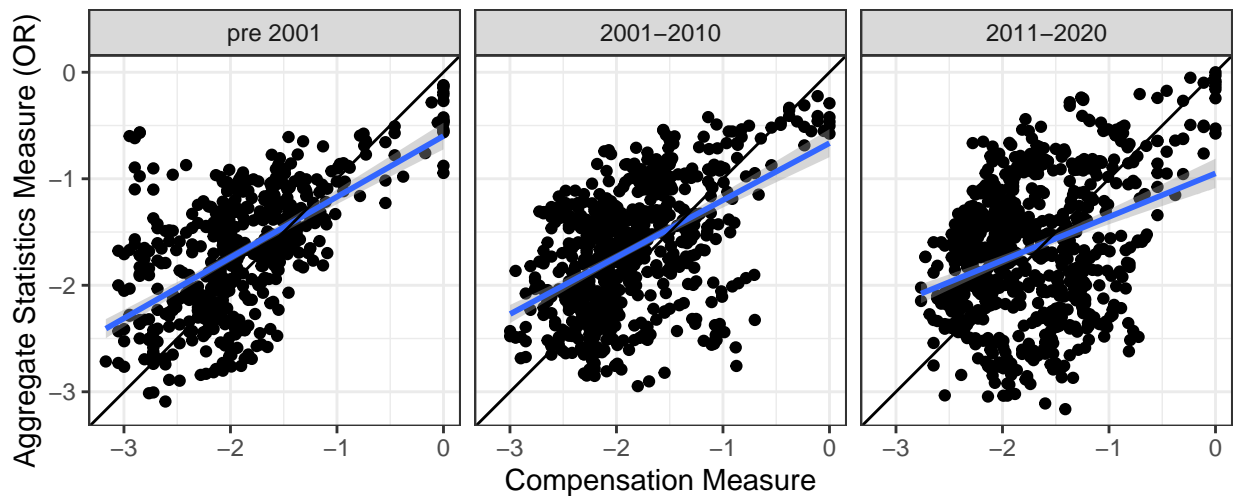 pre 2001 2001−2010 2011−2020
Aggregate Statistics Measure (OR)
0
−1
−2
−3
−3 −2 −1 0 −3 −2 −1 0 −3 −2 −1 0
Compensation Measure